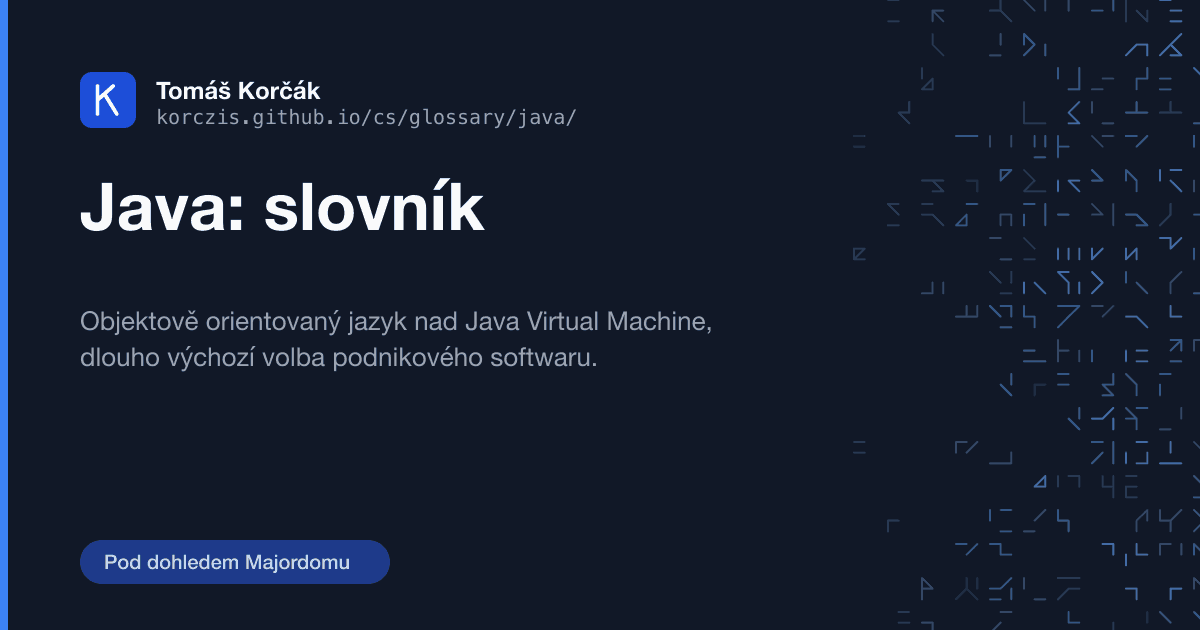 K
Tomáš Korčák
korczis.github.io/cs/glossary/java/
Java: slovník
Objektově orientovaný jazyk nad Java Virtual Machine,
dlouho výchozí volba podnikového softwaru.
Pod dohledem Majordomu